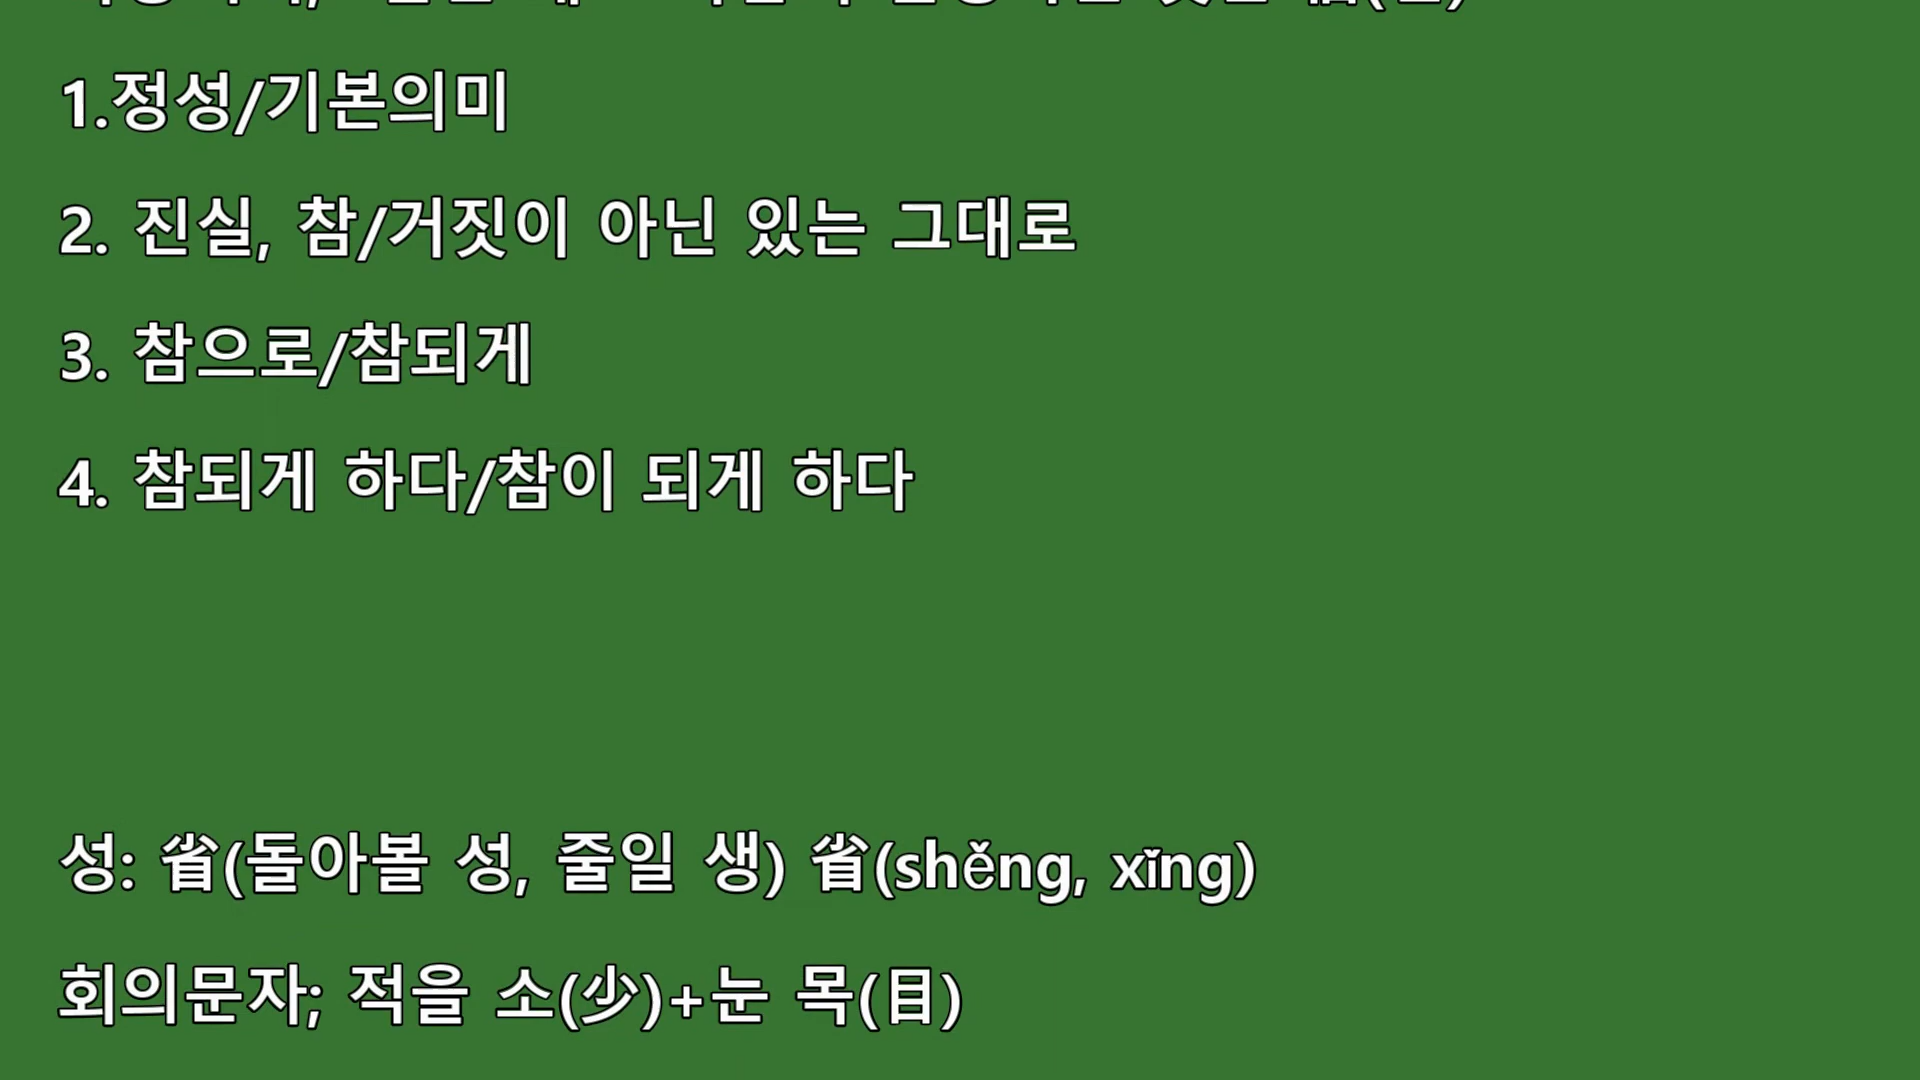 1.정성/기본의미
2. 진실, 참/거짓이 아닌 있는 그대로
3. 참으로/참되게
4. 참되게 하다/참이 되게 하다
성: 省(돌아볼 성, 줄일 생) 省(shěng, xǐng)
회의문자; 적을 소(少)+눈 목(目)